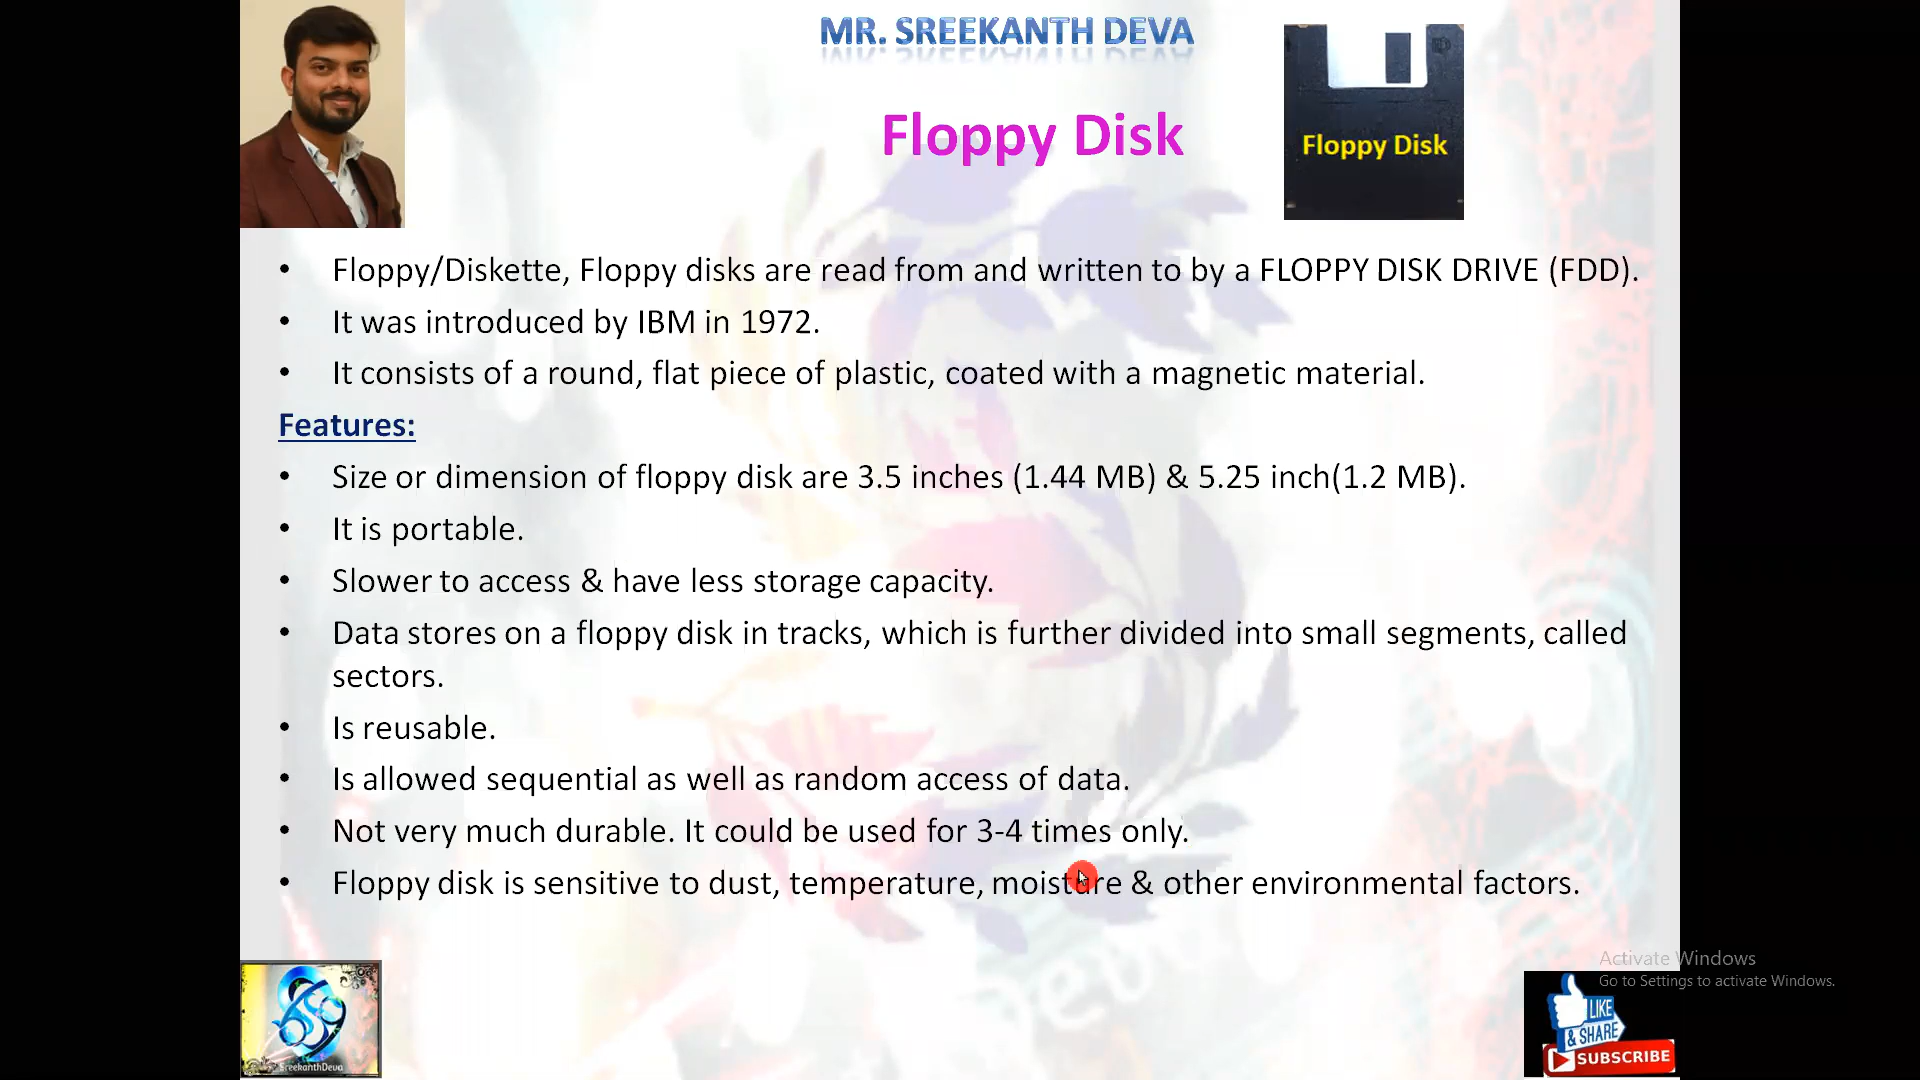 MR. SREEKANTH DEVA
Floppy Disk
Floppy Disk
• Floppy/Diskette, Floppy disks are read from and written to by a FLOPPY DISK DRIVE (FDD).
• It was introduced by IBM in 1972.
• It consists of a round, flat piece of plastic, coated with a magnetic material.
Features:
• Size or dimension of floppy disk are 3.5 inches (1.44 MB) & 5.25 inch(1.2 MB).
• It is portable.
• Slower to access & have less storage capacity.
• Data stores on a floppy disk in tracks, which is further divided into small segments, called
sectors.
• Is reusable.
• Is allowed sequential as well as random access of data.
• Not very much durable. It could be used for 3-4 times only.
• Floppy disk is sensitive to dust, temperature, moisture & other environmental factors.
Activate Windows
Go to Settings to activate Windows.
SreekanthDeva
LIKE
& SHARE
SUBSCRIBE